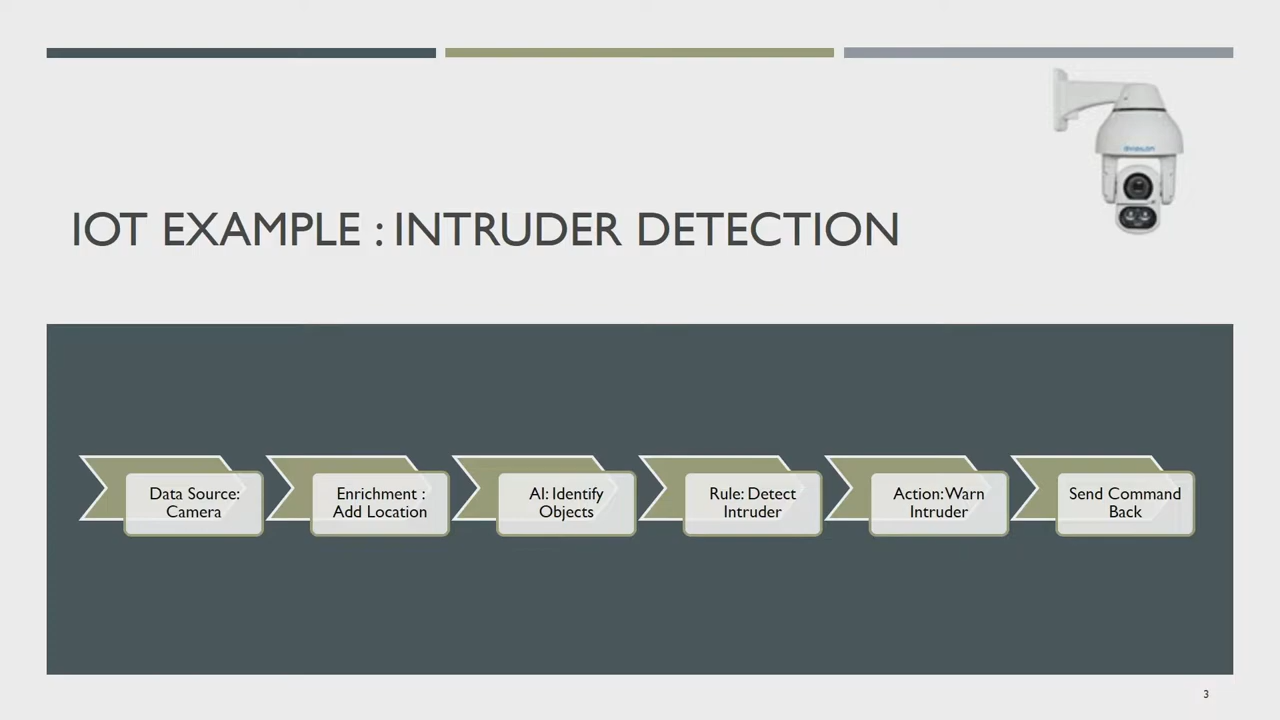 IOT EXAMPLE : INTRUDER DETECTION
Data Source:
Camera
Enrichment :
Add Location
AI: Identify
Objects
Rule: Detect
Intruder
Action: Warn
Intruder
Send Command
Back
3